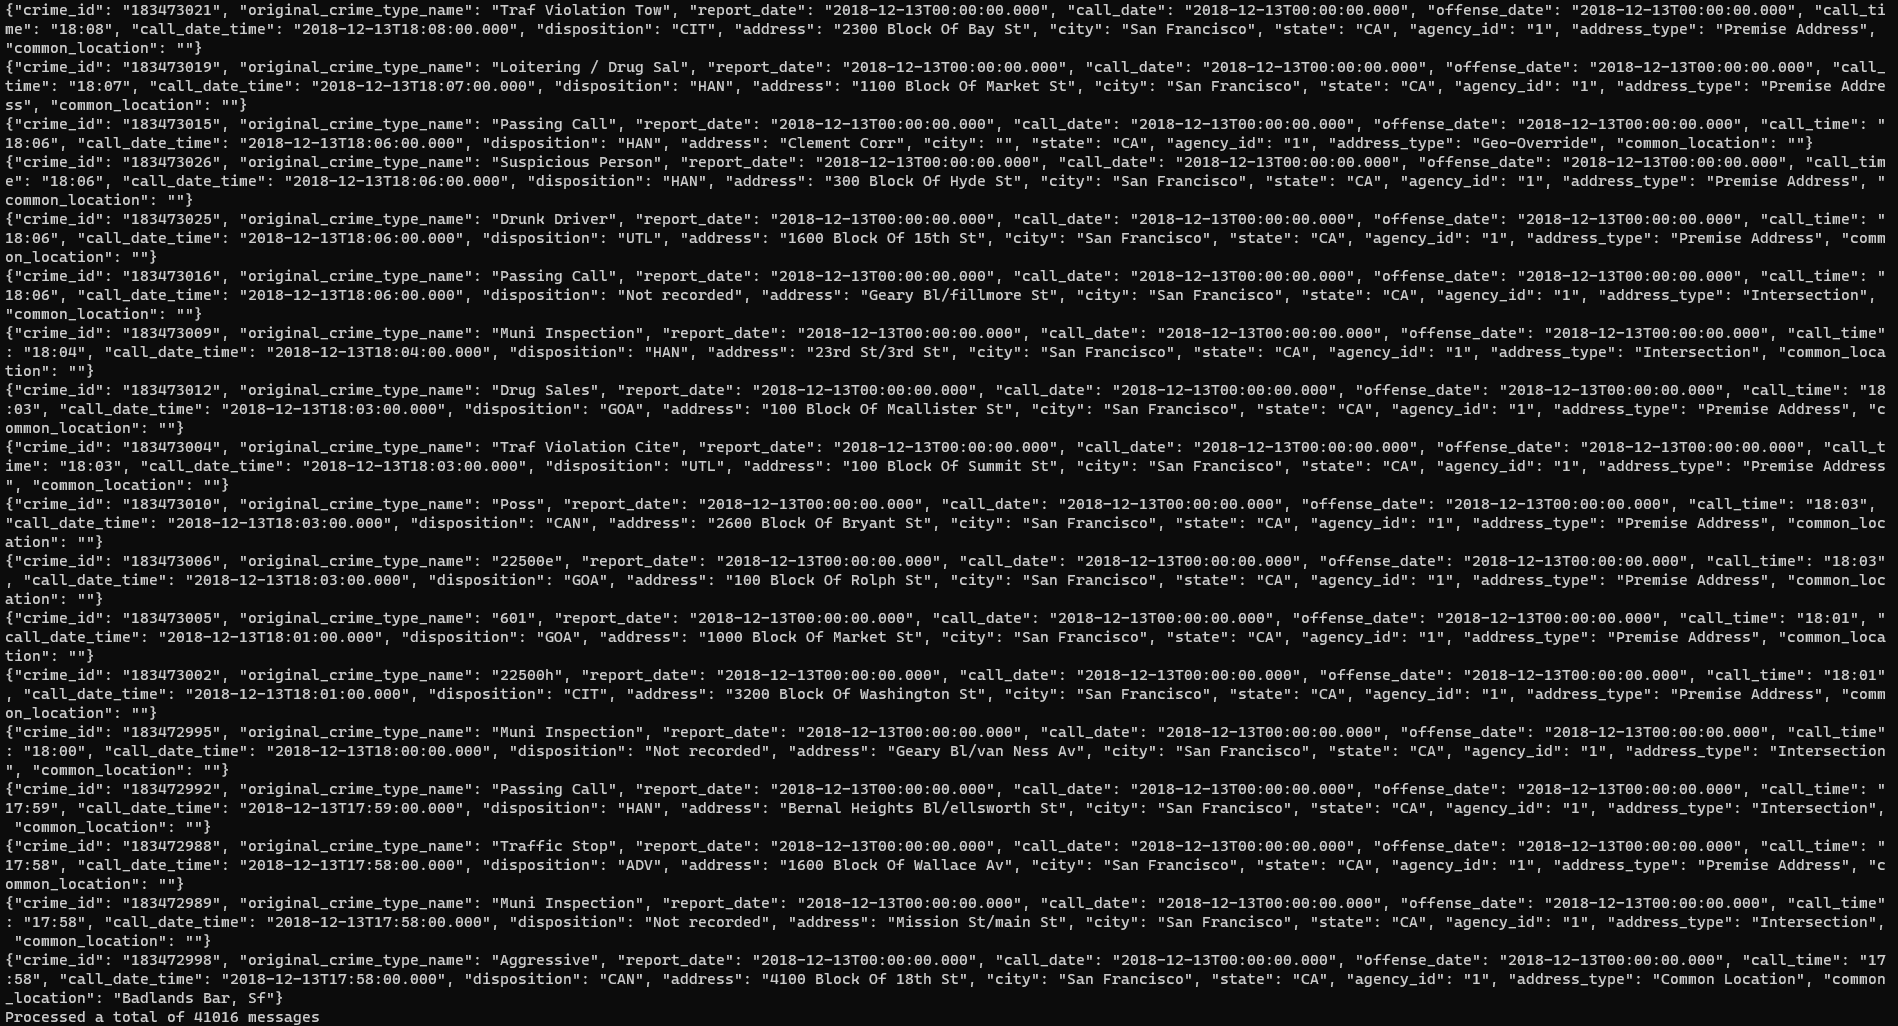 {"crime_id": "183473021", "original_crime_type_name": "Traf Violation Tow", "report_date": "2018-12-13T00:00:00.000", "call_date": "2018-12-13T00:00:00.000", "offense_date": "2018-12-13T00:00:00.000", "call_ti
me": "18:08", "call_date_time": "2018-12-13T18:08:00.000", "disposition": "CIT", "address": "2300 Block Of Bay St", "city": "San Francisco", "state": "CA", "agency_id": "1", "address_type": "Premise Address",
"common_location": ""}
{"crime_id": "183473019", "original_crime_type_name": "Loitering / Drug Sal", "report_date": "2018-12-13T00:00:00.000", "call_date": "2018-12-13T00:00:00.000", "offense_date": "2018-12-13T00:00:00.000", "call_
time": "18:07", "call_date_time": "2018-12-13T18:07:00.000", "disposition": "HAN", "address": "1100 Block Of Market St", "city": "San Francisco", "state": "CA", "agency_id": "1", "address_type": "Premise Addre
ss", "common_location": ""}
{"crime_id": "183473015", "original_crime_type_name": "Passing Call", "report_date": "2018-12-13T00:00:00.000", "call_date": "2018-12-13T00:00:00.000", "offense_date": "2018-12-13T00:00:00.000", "call_time": "
18:06", "call_date_time": "2018-12-13T18:06:00.000", "disposition": "HAN", "address": "Clement Corr", "city": "", "state": "CA", "agency_id": "1", "address_type": "Geo-Override", "common_location": ""}
{"crime_id": "183473026", "original_crime_type_name": "Suspicious Person", "report_date": "2018-12-13T00:00:00.000", "call_date": "2018-12-13T00:00:00.000", "offense_date": "2018-12-13T00:00:00.000", "call_tim
e": "18:06", "call_date_time": "2018-12-13T18:06:00.000", "disposition": "HAN", "address": "300 Block Of Hyde St", "city": "San Francisco", "state": "CA", "agency_id": "1", "address_type": "Premise Address", "
common_location": ""}
{"crime_id": "183473025", "original_crime_type_name": "Drunk Driver", "report_date": "2018-12-13T00:00:00.000", "call_date": "2018-12-13T00:00:00.000", "offense_date": "2018-12-13T00:00:00.000", "call_time": "
18:06", "call_date_time": "2018-12-13T18:06:00.000", "disposition": "UTL", "address": "1600 Block Of 15th St", "city": "San Francisco", "state": "CA", "agency_id": "1", "address_type": "Premise Address", "comm
on_location": ""}
{"crime_id": "183473016", "original_crime_type_name": "Passing Call", "report_date": "2018-12-13T00:00:00.000", "call_date": "2018-12-13T00:00:00.000", "offense_date": "2018-12-13T00:00:00.000", "call_time": "
18:06", "call_date_time": "2018-12-13T18:06:00.000", "disposition": "Not recorded", "address": "Geary Bl/fillmore St", "city": "San Francisco", "state": "CA", "agency_id": "1", "address_type": "Intersection",
"common_location": ""}
{"crime_id": "183473009", "original_crime_type_name": "Muni Inspection", "report_date": "2018-12-13T00:00:00.000", "call_date": "2018-12-13T00:00:00.000", "offense_date": "2018-12-13T00:00:00.000", "call_time"
: "18:04", "call_date_time": "2018-12-13T18:04:00.000", "disposition": "HAN", "address": "23rd St/3rd St", "city": "San Francisco", "state": "CA", "agency_id": "1", "address_type": "Intersection", "common_loca
tion": ""}
{"crime_id": "183473012", "original_crime_type_name": "Drug Sales", "report_date": "2018-12-13T00:00:00.000", "call_date": "2018-12-13T00:00:00.000", "offense_date": "2018-12-13T00:00:00.000", "call_time": "18
:03", "call_date_time": "2018-12-13T18:03:00.000", "disposition": "GOA", "address": "100 Block Of Mcallister St", "city": "San Francisco", "state": "CA", "agency_id": "1", "address_type": "Premise Address", "c
ommon_location": ""}
{"crime_id": "183473004", "original_crime_type_name": "Traf Violation Cite", "report_date": "2018-12-13T00:00:00.000", "call_date": "2018-12-13T00:00:00.000", "offense_date": "2018-12-13T00:00:00.000", "call_t
ime": "18:03", "call_date_time": "2018-12-13T18:03:00.000", "disposition": "UTL", "address": "100 Block Of Summit St", "city": "San Francisco", "state": "CA", "agency_id": "1", "address_type": "Premise Address
", "common_location": ""}
{"crime_id": "183473010", "original_crime_type_name": "Poss", "report_date": "2018-12-13T00:00:00.000", "call_date": "2018-12-13T00:00:00.000", "offense_date": "2018-12-13T00:00:00.000", "call_time": "18:03",
"call_date_time": "2018-12-13T18:03:00.000", "disposition": "CAN", "address": "2600 Block Of Bryant St", "city": "San Francisco", "state": "CA", "agency_id": "1", "address_type": "Premise Address", "common_loc
ation": ""}
{"crime_id": "183473006", "original_crime_type_name": "22500e", "report_date": "2018-12-13T00:00:00.000", "call_date": "2018-12-13T00:00:00.000", "offense_date": "2018-12-13T00:00:00.000", "call_time": "18:03"
, "call_date_time": "2018-12-13T18:03:00.000", "disposition": "GOA", "address": "100 Block Of Rolph St", "city": "San Francisco", "state": "CA", "agency_id": "1", "address_type": "Premise Address", "common_loc
ation": ""}
{"crime_id": "183473005", "original_crime_type_name": "601", "report_date": "2018-12-13T00:00:00.000", "call_date": "2018-12-13T00:00:00.000", "offense_date": "2018-12-13T00:00:00.000", "call_time": "18:01", "
call_date_time": "2018-12-13T18:01:00.000", "disposition": "GOA", "address": "1000 Block Of Market St", "city": "San Francisco", "state": "CA", "agency_id": "1", "address_type": "Premise Address", "common_loca
tion": ""}
{"crime_id": "183473002", "original_crime_type_name": "22500h", "report_date": "2018-12-13T00:00:00.000", "call_date": "2018-12-13T00:00:00.000", "offense_date": "2018-12-13T00:00:00.000", "call_time": "18:01"
, "call_date_time": "2018-12-13T18:01:00.000", "disposition": "CIT", "address": "3200 Block Of Washington St", "city": "San Francisco", "state": "CA", "agency_id": "1", "address_type": "Premise Address", "comm
on_location": ""}
{"crime_id": "183472995", "original_crime_type_name": "Muni Inspection", "report_date": "2018-12-13T00:00:00.000", "call_date": "2018-12-13T00:00:00.000", "offense_date": "2018-12-13T00:00:00.000", "call_time"
: "18:00", "call_date_time": "2018-12-13T18:00:00.000", "disposition": "Not recorded", "address": "Geary Bl/van Ness Av", "city": "San Francisco", "state": "CA", "agency_id": "1", "address_type": "Intersection
", "common_location": ""}
{"crime_id": "183472992", "original_crime_type_name": "Passing Call", "report_date": "2018-12-13T00:00:00.000", "call_date": "2018-12-13T00:00:00.000", "offense_date": "2018-12-13T00:00:00.000", "call_time": "
17:59", "call_date_time": "2018-12-13T17:59:00.000", "disposition": "HAN", "address": "Bernal Heights Bl/ellsworth St", "city": "San Francisco", "state": "CA", "agency_id": "1", "address_type": "Intersection",
 "common_location": ""}
{"crime_id": "183472988", "original_crime_type_name": "Traffic Stop", "report_date": "2018-12-13T00:00:00.000", "call_date": "2018-12-13T00:00:00.000", "offense_date": "2018-12-13T00:00:00.000", "call_time": "
17:58", "call_date_time": "2018-12-13T17:58:00.000", "disposition": "ADV", "address": "1600 Block Of Wallace Av", "city": "San Francisco", "state": "CA", "agency_id": "1", "address_type": "Premise Address", "c
ommon_location": ""}
{"crime_id": "183472989", "original_crime_type_name": "Muni Inspection", "report_date": "2018-12-13T00:00:00.000", "call_date": "2018-12-13T00:00:00.000", "offense_date": "2018-12-13T00:00:00.000", "call_time"
: "17:58", "call_date_time": "2018-12-13T17:58:00.000", "disposition": "Not recorded", "address": "Mission St/main St", "city": "San Francisco", "state": "CA", "agency_id": "1", "address_type": "Intersection",
 "common_location": ""}
{"crime_id": "183472998", "original_crime_type_name": "Aggressive", "report_date": "2018-12-13T00:00:00.000", "call_date": "2018-12-13T00:00:00.000", "offense_date": "2018-12-13T00:00:00.000", "call_time": "17
:58", "call_date_time": "2018-12-13T17:58:00.000", "disposition": "CAN", "address": "4100 Block Of 18th St", "city": "San Francisco", "state": "CA", "agency_id": "1", "address_type": "Common Location", "common
_location": "Badlands Bar, Sf"}
Processed a total of 41016 messages